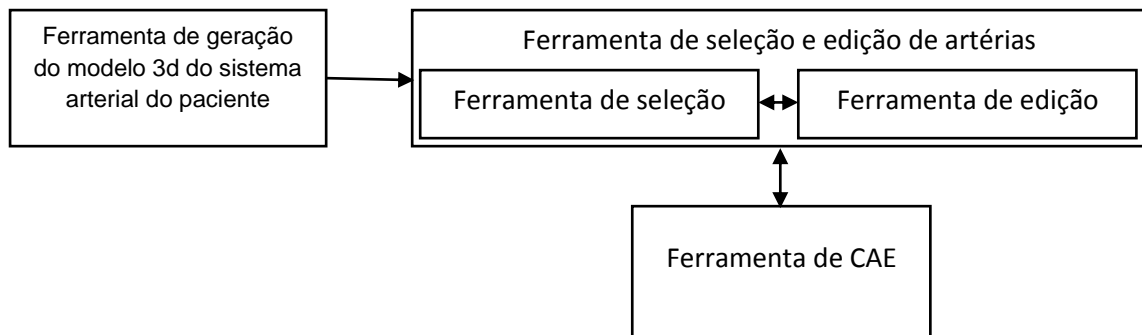 Ferramenta de geração
do modelo 3d do sistema
arterial do paciente
Ferramenta de seleção e edição de artérias
Ferramenta de seleção
Ferramenta de edição
Ferramenta de CAE